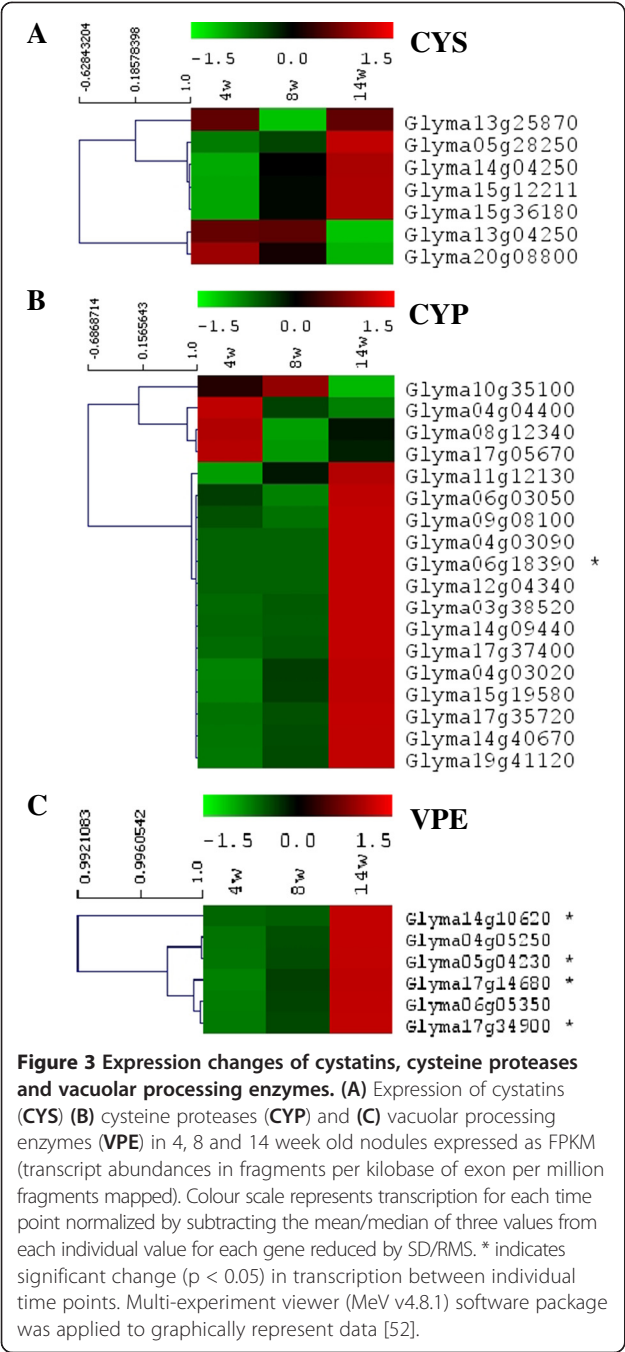 A
-0.62843204
0.18578398
1.0
-1.5 0.0 1.5
CYS
4w 8w 14w
Glyma13g25870
Glyma05g28250
Glyma14g04250
Glyma15g12211
Glyma15g36180
Glyma13g04250
Glyma20g08800
B
-0.6868714
0.1565643
1.0
-1.5 0.0 1.5
CYP
4w 8w 14w
Glyma10g35100
Glyma04g04400
Glyma08g12340
Glyma17g05670
Glyma11g12130
Glyma06g03050
Glyma09g08100
Glyma04g03090
Glyma06g18390 *
Glyma12g04340
Glyma03g38520
Glyma14g09440
Glyma17g37400
Glyma04g03020
Glyma15g19580
Glyma17g35720
Glyma14g40670
Glyma19g41120
C
0.9921083
0.9960542
1.0
-1.5 0.0 1.5
VPE
4w 8w 14w
Glyma14g10620 *
Glyma04g05250
Glyma05g04230 *
Glyma17g14680 *
Glyma06g05350
Glyma17g34900 *
Figure 3 Expression changes of cystatins, cysteine proteases
and vacuolar processing enzymes. (A) Expression of cystatins
(CYS) (B) cysteine proteases (CYP) and (C) vacuolar processing
enzymes (VPE) in 4, 8 and 14 week old nodules expressed as FPKM
(transcript abundances in fragments per kilobase of exon per million
fragments mapped). Colour scale represents transcription for each time
point normalized by subtracting the mean/median of three values from
each individual value for each gene reduced by SD/RMS. * indicates
significant change (p < 0.05) in transcription between individual
time points. Multi-experiment viewer (MeV v4.8.1) software package
was applied to graphically represent data [52].